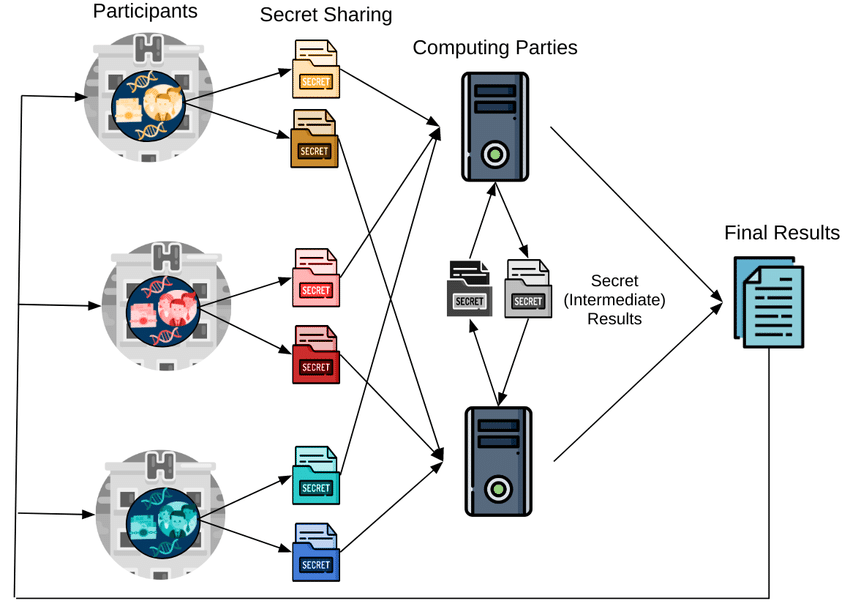 Participants
Secret Sharing
Computing Parties
H
SECRET
SECRET
Final Results
H
SECRET
SECRET
SECRET
Secret
(Intermediate)
Results
SECRET
H
SECRET
SECRET